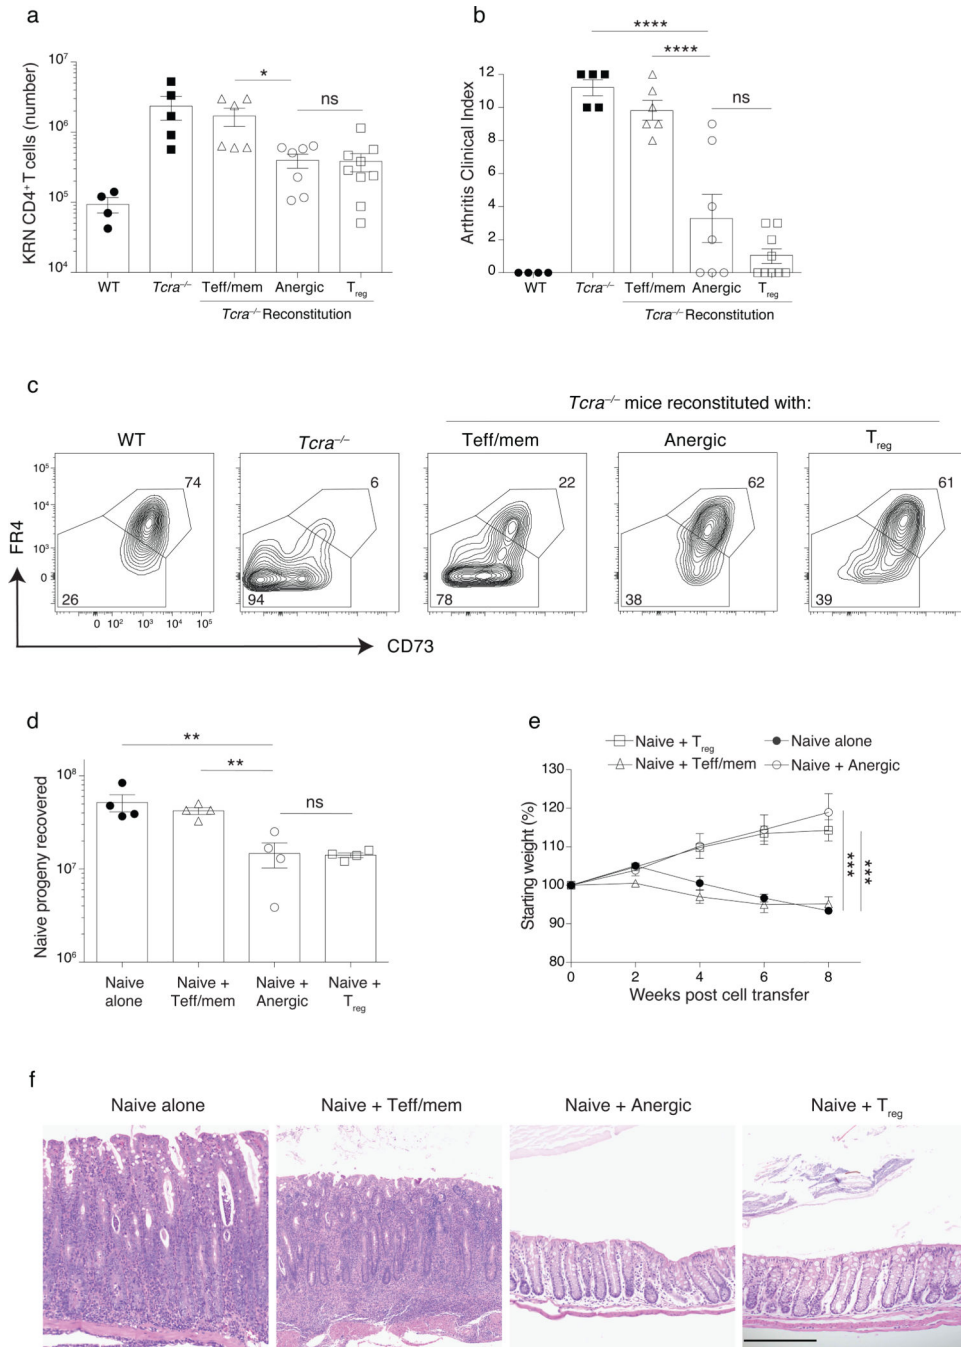 a
KRN CD4⁺ T cells (number)
10⁷
10⁶
10⁵
10⁴
*
ns
WT
Tcra⁻/⁻
Teff/mem
Anergic
Treg
Tcra⁻/⁻ Reconstitution
b
Arthritis Clinical Index
12
10
8
6
4
2
0
****
****
ns
WT
Tcra⁻/⁻
Teff/mem
Anergic
Treg
Tcra⁻/⁻ Reconstitution
c
Tcra⁻/⁻ mice reconstituted with:
WT
Tcra⁻/⁻
Teff/mem
Anergic
Treg
FR4
10⁵
10⁴
10³
0
74
26
6
94
22
78
62
38
61
39
0 10² 10³ 10⁴ 10⁵
CD73
d
Naive progeny recovered
10⁸
10⁷
10⁶
**
**
ns
Naive alone
Naive + Teff/mem
Naive + Anergic
Naive + Treg
e
Naive + Treg
Naive alone
Naive + Teff/mem
Naive + Anergic
Starting weight (%)
130
120
110
100
90
80
***
***
0 2 4 6 8
Weeks post cell transfer
f
Naive alone
Naive + Teff/mem
Naive + Anergic
Naive + Treg